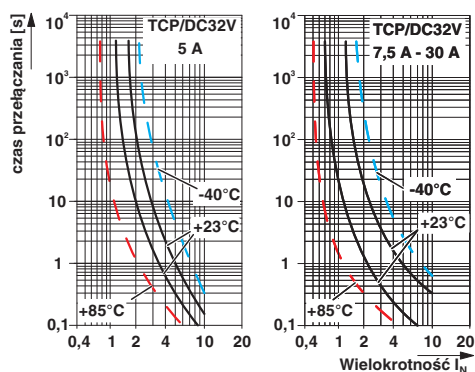 czas przełączania [s]
TCP/DC32V
5 A
10⁴
10³
10²
10
1
0,1
-40°C
+23°C
+85°C
0,4 1 2 4 10 20
TCP/DC32V
7,5 A - 30 A
10⁴
10³
10²
10
1
0,1
-40°C
+23°C
+85°C
0,4 1 2 4 10 20
Wielokrotność I_N